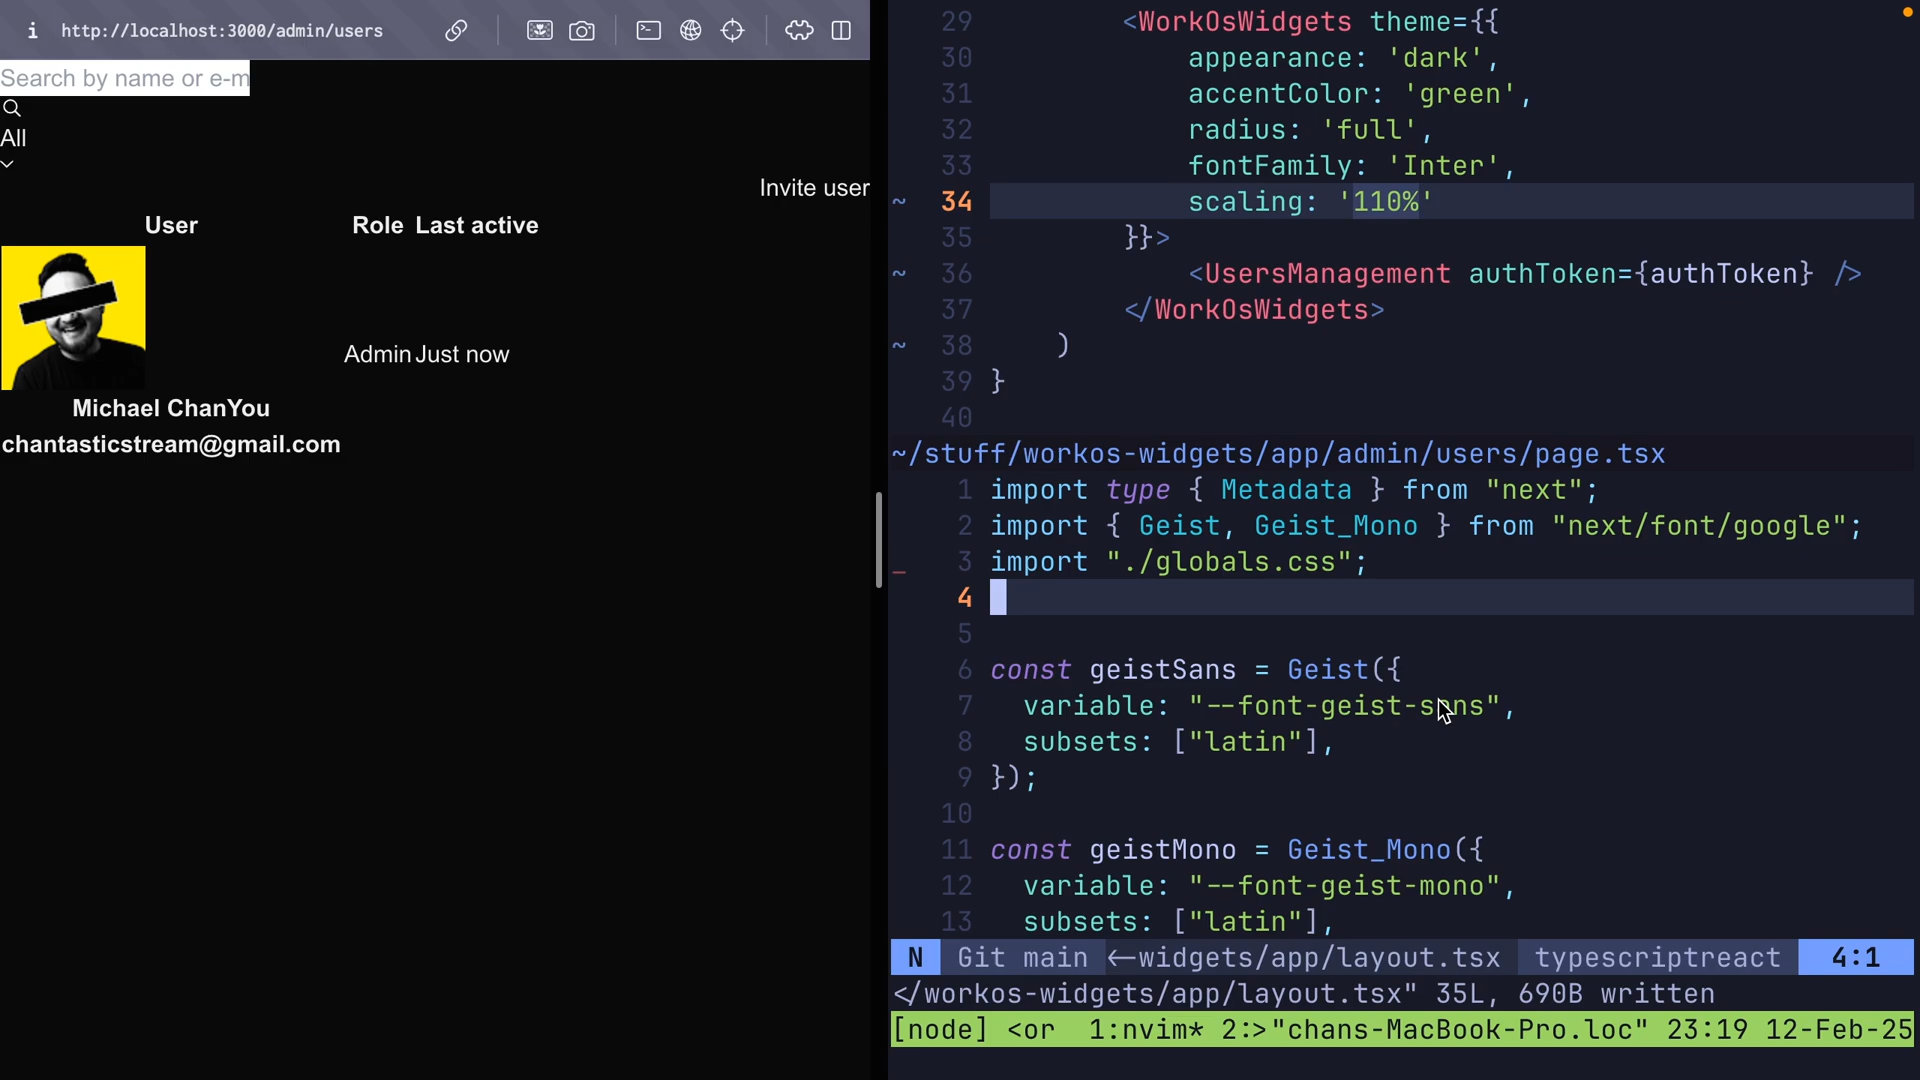 http://localhost:3000/admin/users
Search by name or e-m
All
Invite user
User Role Last active
Admin Just now
Michael ChanYou
chantasticstream@gmail.com
29 <WorkOsWidgets theme={{
30 appearance: 'dark',
31 accentColor: 'green',
32 radius: 'full',
33 fontFamily: 'Inter',
~ 34 scaling: '110%'
35 }}>
~ 36 <UsersManagement authToken={authToken} />
37 </WorkOsWidgets>
~ 38 )
39 }
40
~/stuff/workos-widgets/app/admin/users/page.tsx
1 import type { Metadata } from "next";
2 import { Geist, Geist_Mono } from "next/font/google";
_ 3 import "./globals.css";
4
5
6 const geistSans = Geist({
7 variable: "--font-geist-sans",
8 subsets: ["latin"],
9 });
10
11 const geistMono = Geist_Mono({
12 variable: "--font-geist-mono",
13 subsets: ["latin"],
N Git main <-widgets/app/layout.tsx typescriptreact 4:1
</workos-widgets/app/layout.tsx" 35L, 690B written
[node] <or 1:nvim* 2:>"chans-MacBook-Pro.loc" 23:19 12-Feb-25